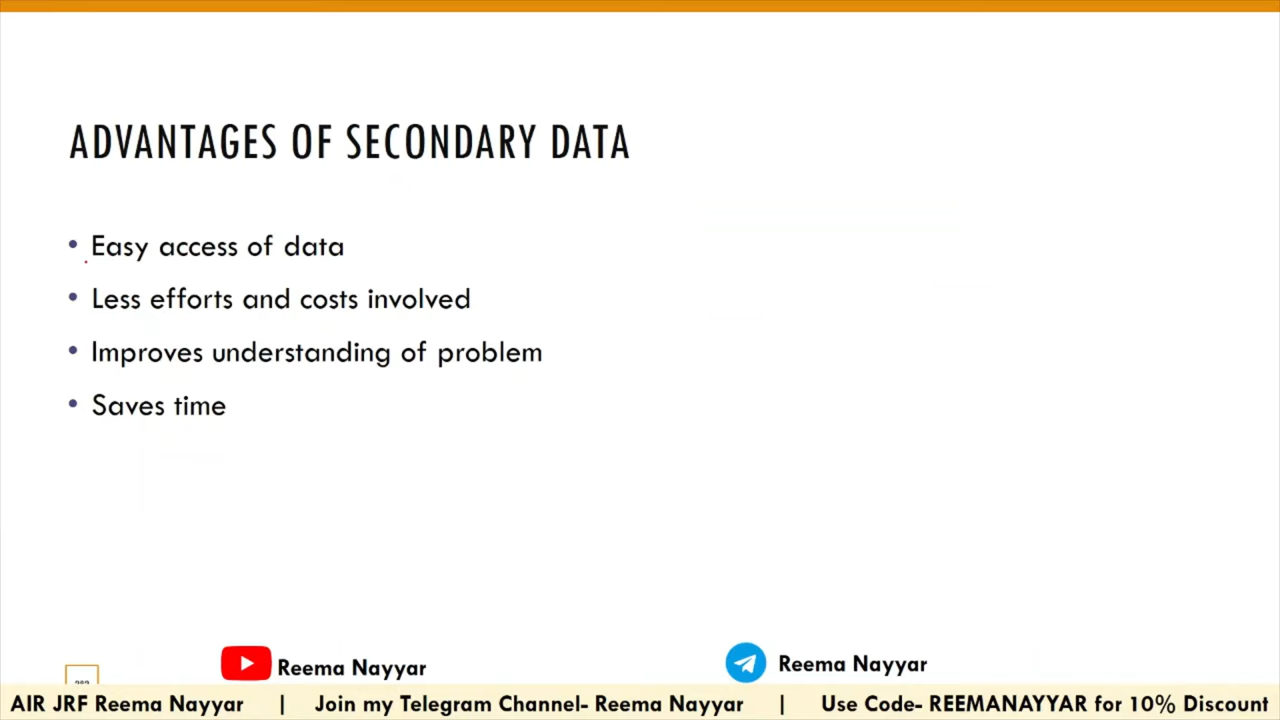 ADVANTAGES OF SECONDARY DATA
• Easy access of data
• Less efforts and costs involved
• Improves understanding of problem
• Saves time
Reema Nayyar
Reema Nayyar
AIR JRF Reema Nayyar | Join my Telegram Channel- Reema Nayyar | Use Code- REEMANAYYAR for 10% Discount